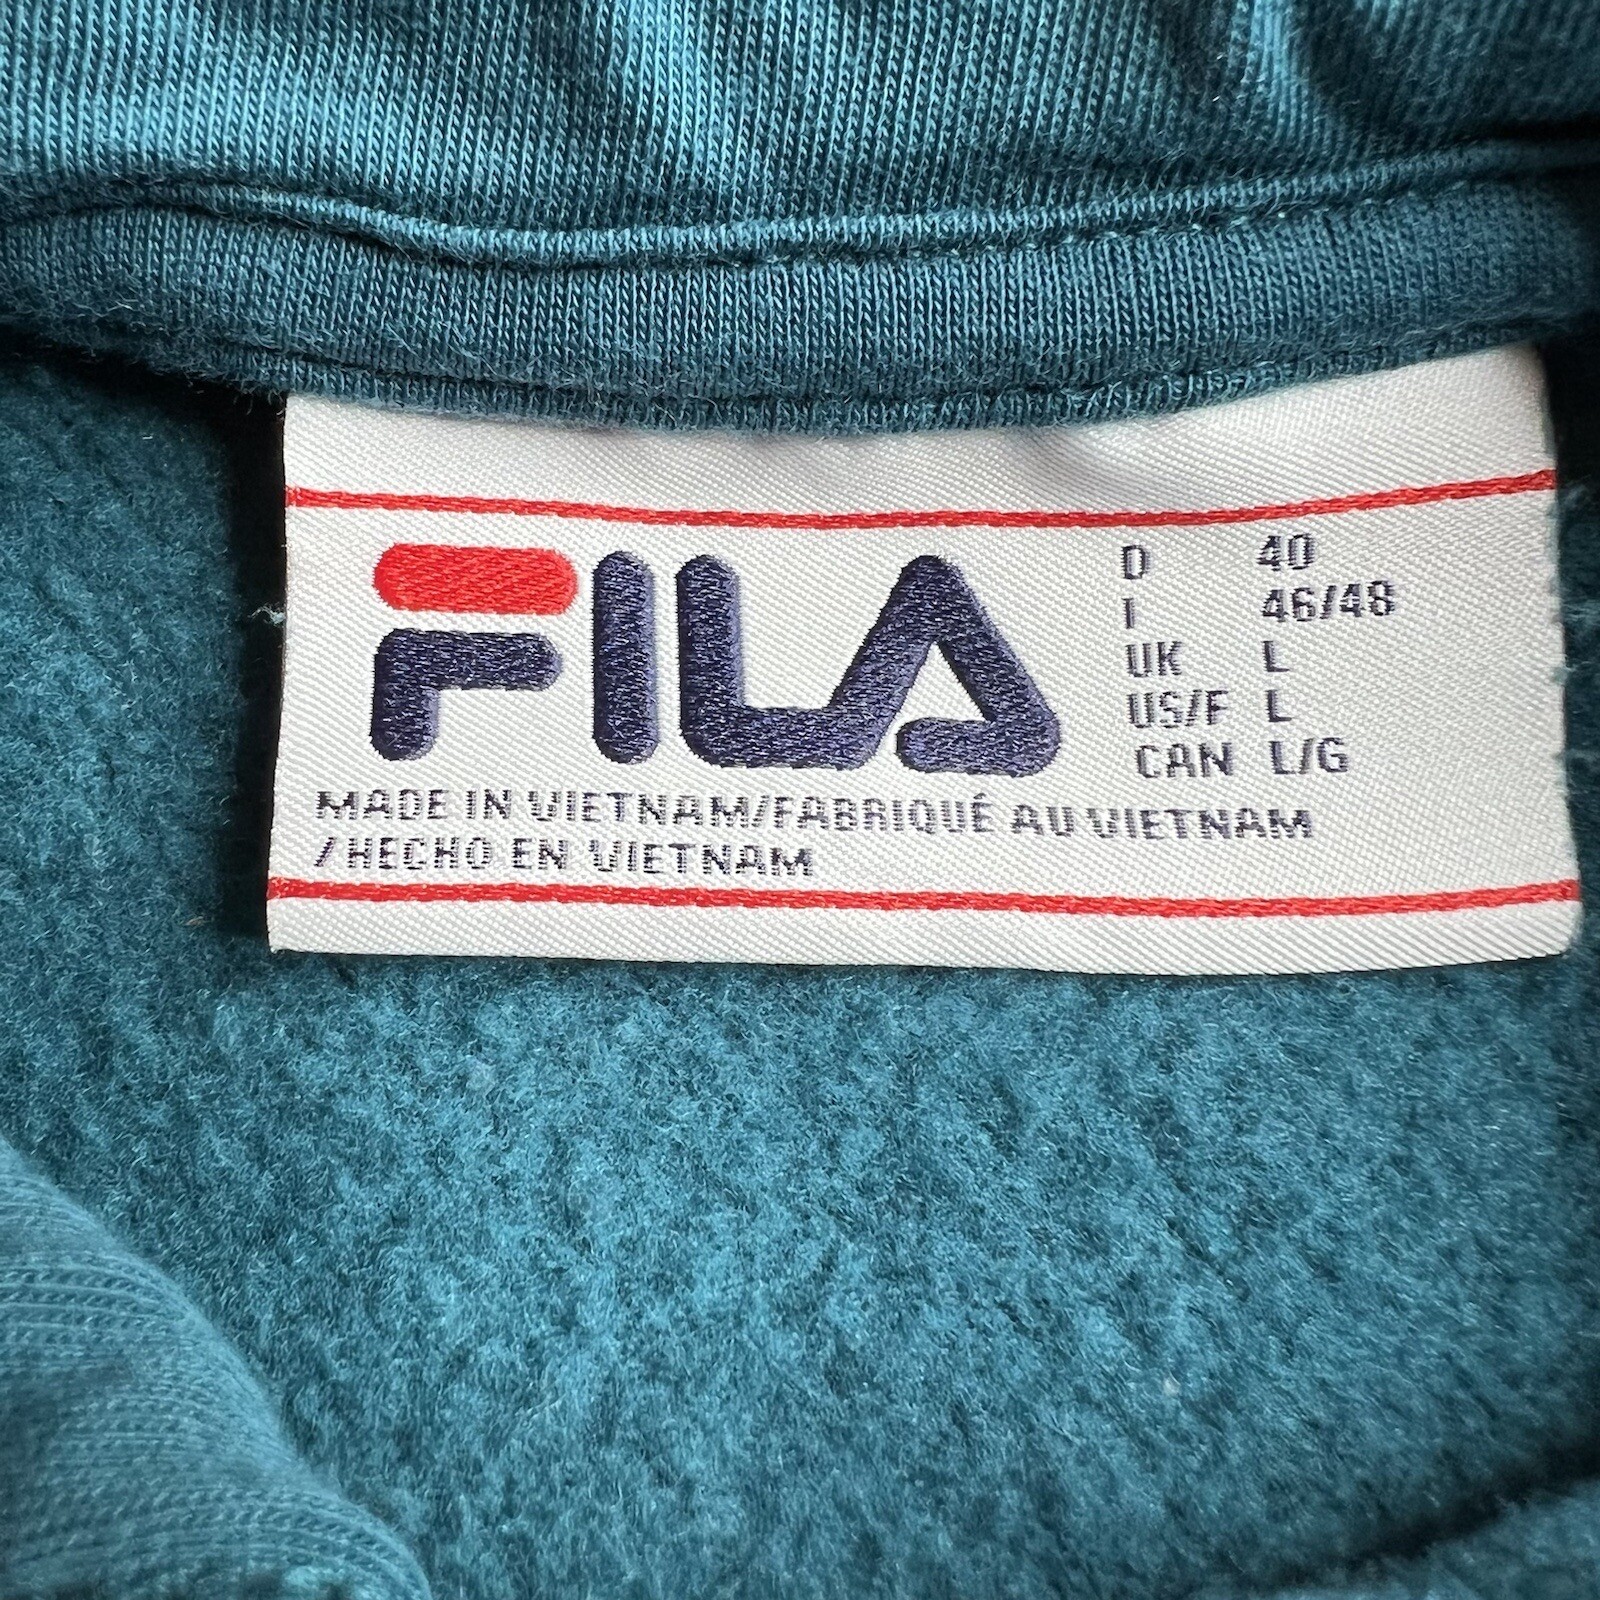 FILA
D 40
I 46/48
UK L
US/F L
CAN L/G
MADE IN VIETNAM/FABRIQUÉ AU VIETNAM
/HECHO EN VIETNAM